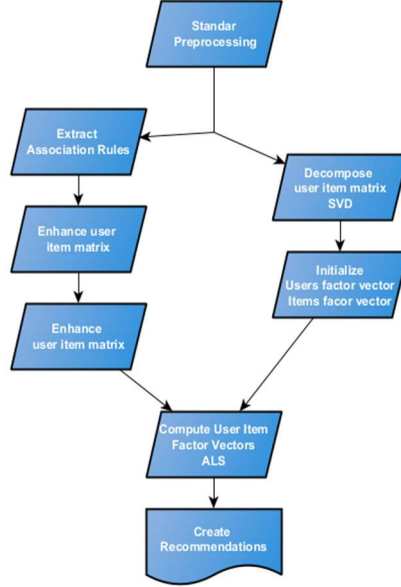 Standar
Preprocessing
Extract
Association Rules
Decompose
user item matrix
SVD
Enhance user
item matrix
Initialize
Users factor vector
Items facor vector
Enhance
user item matrix
Compute User Item
Factor Vectors
ALS
Create
Recommendations